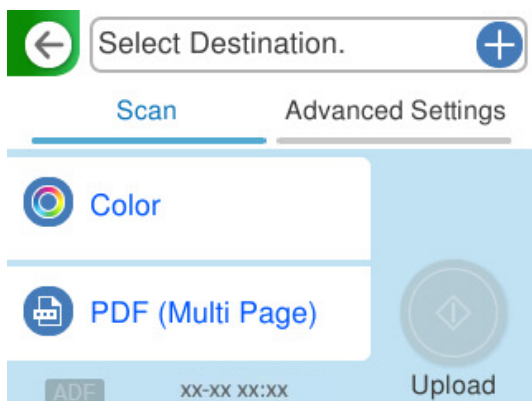 Select Destination.
Scan
Advanced Settings
Color
PDF (Multi Page)
ADF
xx-xx xx:xx
Upload